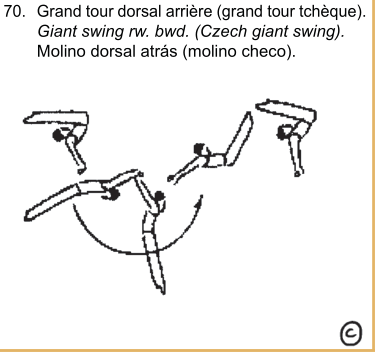 70. Grand tour dorsal arrière (grand tour tchèque).
Giant swing rw. bwd. (Czech giant swing).
Molino dorsal atrás (molino checo).
C